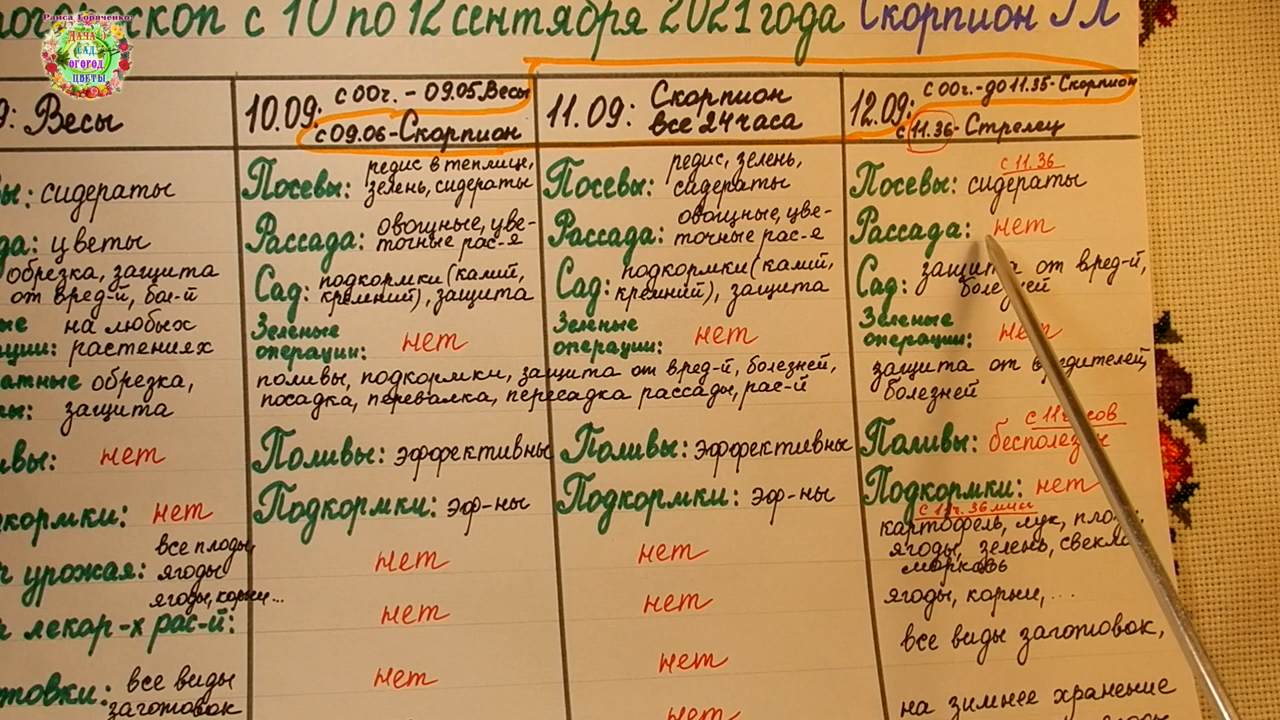 Раиса Горяченко
ДАЧА
САД
ОГОРОД
ЦВЕТЫ
с 10 по 12 сентября 2021 года Скорпион
Весы
10.09: с 00ч. - 09.05 Весы
с 09.06 - Скорпион
11.09: Скорпион
все 24 часа
12.09: с 00ч. - до 11.35 - Скорпион
с 11.36 - Стрелец
сидераты
цветы
обрезка, защита
от вред-й, бол-й
на любых
растениях
обрезка,
защита
нет
нет
все плоды,
урожая: ягоды
ягоды, корни...
лекар-х рас-й:
все виды
заготовок
Посевы: редис в теплице,
зелень, сидераты
Рассада: овощные, цве-
точные рас-я
Сад: подкормки (калий,
кремний), защита
Зеленые
операции: нет
поливы, подкормки, защита от вред-й, болезней,
посадка, перевалка, пересадка рассады, рас-й
Поливы: эффективны
Подкормки: эф-ны
нет
нет
нет
Посевы: редис, зелень,
сидераты
Рассада: овощные, цве-
точные рас-я
Сад: подкормки (калий,
кремний), защита
Зеленые
операции: нет
Поливы: эффективны
Подкормки: эф-ны
нет
нет
нет
нет
с 11.36
Посевы: сидераты
Рассада: нет
Сад: защита от вред-й,
болезней
Зеленые
операции: нет
защита от вредителей,
болезней
с 11 часов
Поливы: бесполезны
Подкормки: нет
с 11ч. 36 мин
картофель, лук, плоды,
ягоды, зелень, свекла
морковь
ягоды, корни, ...
все виды заготовок,
на зимнее хранение